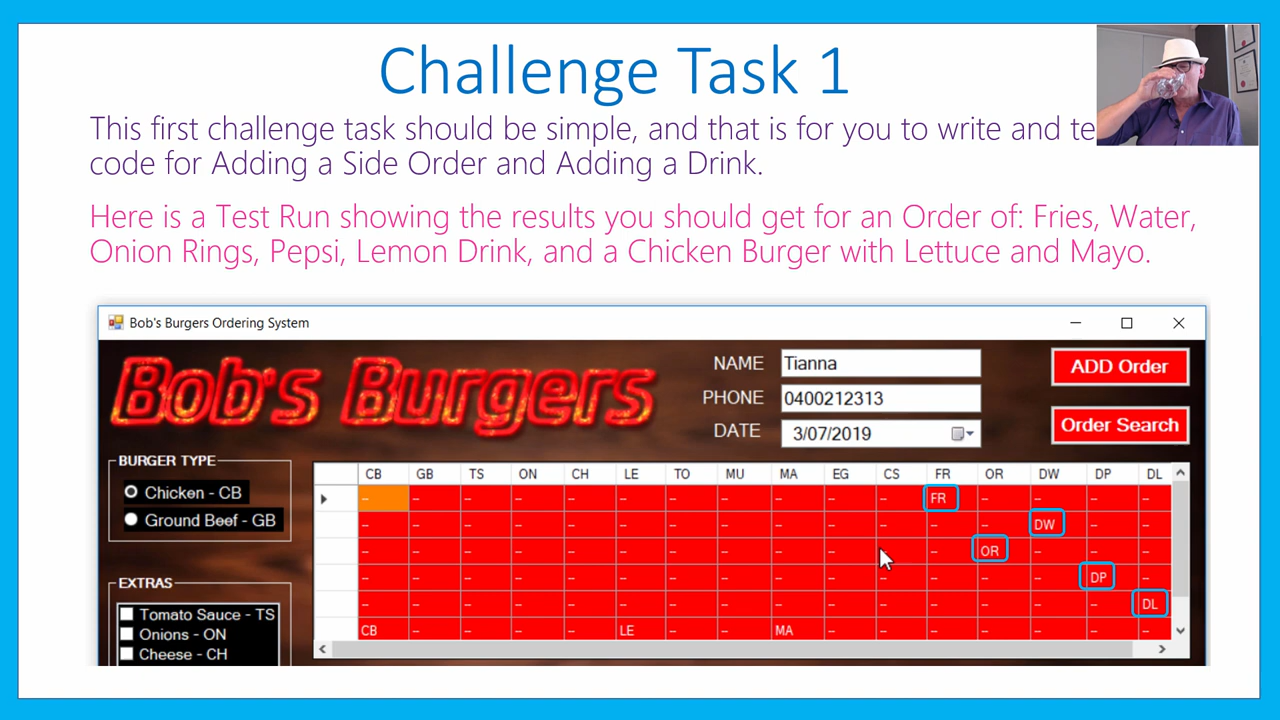 Challenge Task 1
This first challenge task should be simple, and that is for you to write and te
code for Adding a Side Order and Adding a Drink.
Here is a Test Run showing the results you should get for an Order of: Fries, Water,
Onion Rings, Pepsi, Lemon Drink, and a Chicken Burger with Lettuce and Mayo.
Bob's Burgers Ordering System
Bob's Burgers
NAME Tianna
PHONE 0400212313
DATE 3/07/2019
ADD Order
Order Search
BURGER TYPE
Chicken - CB
Ground Beef - GB
EXTRAS
Tomato Sauce - TS
Onions - ON
Cheese - CH
CB GB TS ON CH LE TO MU MA EG CS FR OR DW DP DL
-- -- -- -- -- -- -- -- -- -- -- FR -- -- -- --
-- -- -- -- -- -- -- -- -- -- -- -- -- DW -- --
-- -- -- -- -- -- -- -- -- -- -- -- OR -- -- --
-- -- -- -- -- -- -- -- -- -- -- -- -- -- DP --
-- -- -- -- -- -- -- -- -- -- -- -- -- -- -- DL
CB -- -- -- -- LE -- -- MA -- -- -- -- -- -- --